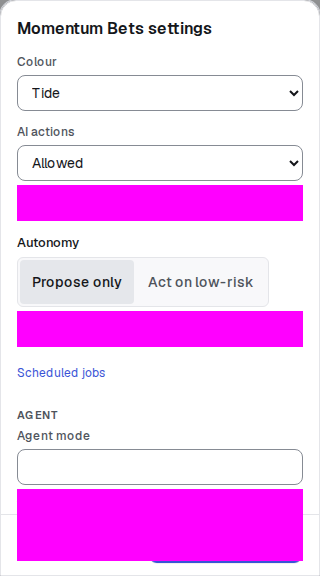 Momentum Bets settings
Colour
Tide
AI actions
Allowed
Autonomy
Propose only
Act on low-risk
Scheduled jobs
AGENT
Agent mode